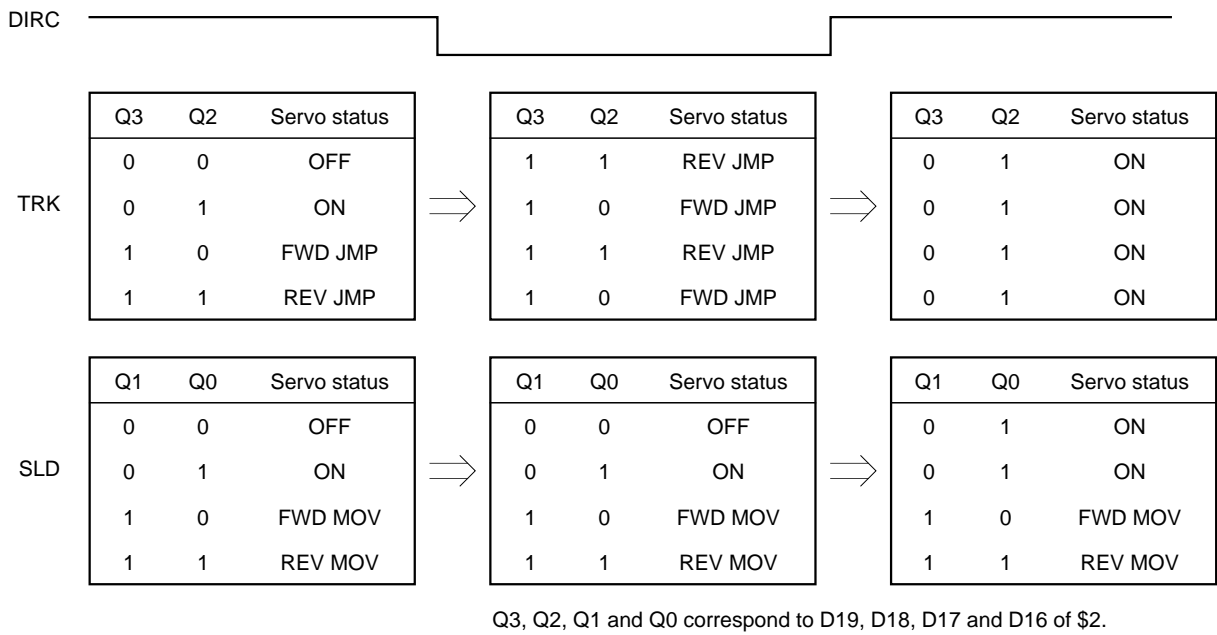 DIRC
Q3 Q2 Servo status Q3 Q2 Servo status Q3 Q2 Servo status
0 0 OFF 1 1 REV JMP 0 1 ON
TRK 0 1 ON 1 0 FWD JMP 0 1 ON
1 0 FWD JMP 1 1 REV JMP 0 1 ON
1 1 REV JMP 1 0 FWD JMP 0 1 ON
Q1 Q0 Servo status Q1 Q0 Servo status Q1 Q0 Servo status
0 0 OFF 0 0 OFF 0 1 ON
SLD 0 1 ON 0 1 ON 0 1 ON
1 0 FWD MOV 1 0 FWD MOV 1 0 FWD MOV
1 1 REV MOV 1 1 REV MOV 1 1 REV MOV
Q3, Q2, Q1 and Q0 correspond to D19, D18, D17 and D16 of $2.